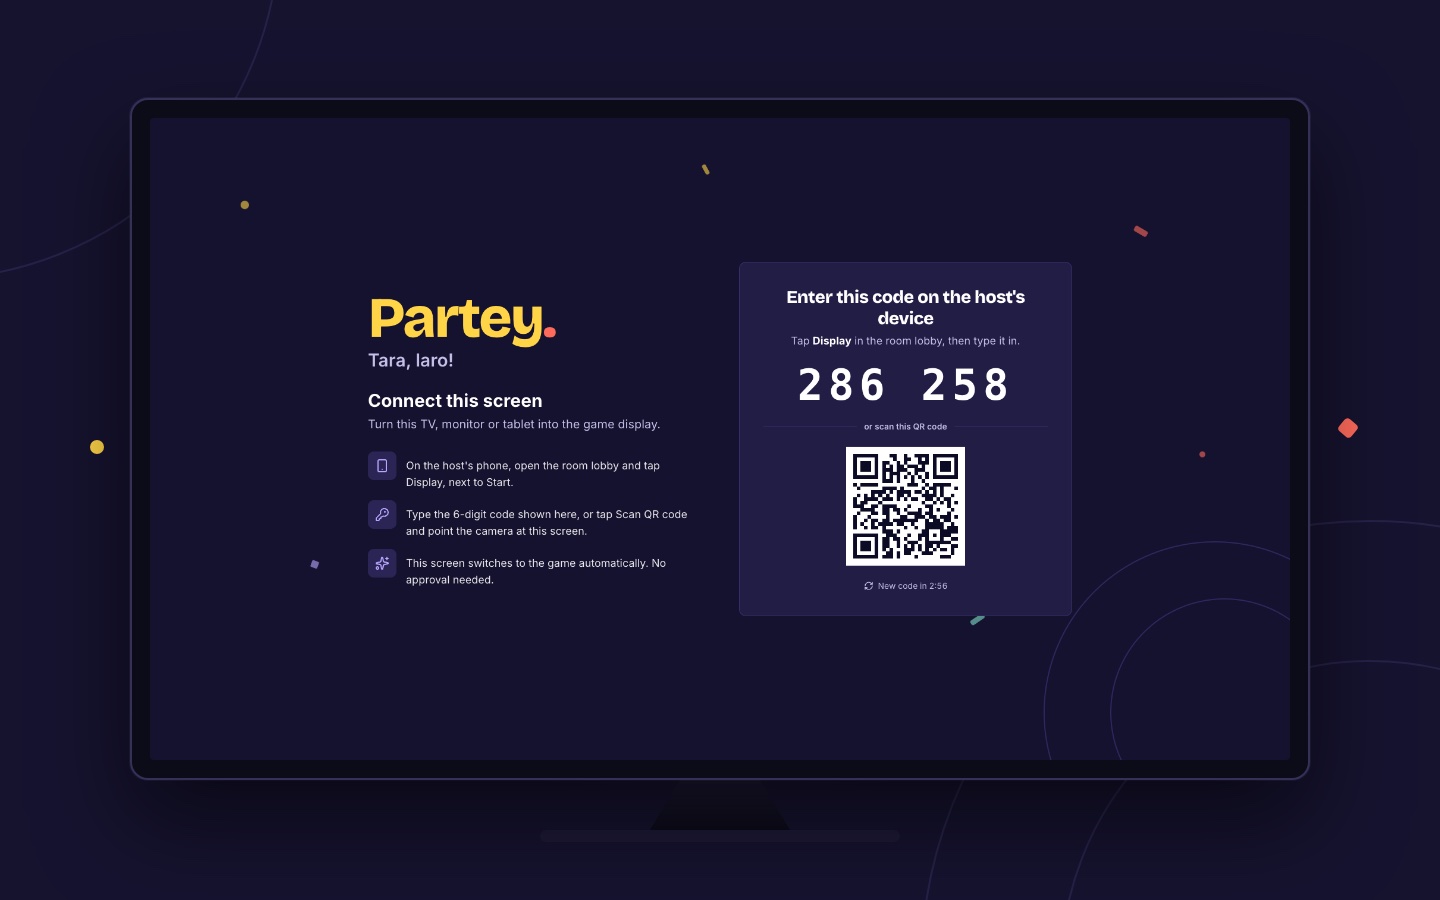 Partey.
Tara, laro!
Connect this screen
Turn this TV, monitor or tablet into the game display.
On the host's phone, open the room lobby and tap
Display, next to Start.
Type the 6-digit code shown here, or tap Scan QR code
and point the camera at this screen.
This screen switches to the game automatically. No
approval needed.
Enter this code on the host's
device
Tap Display in the room lobby, then type it in.
286 258
or scan this QR code
New code in 2:56